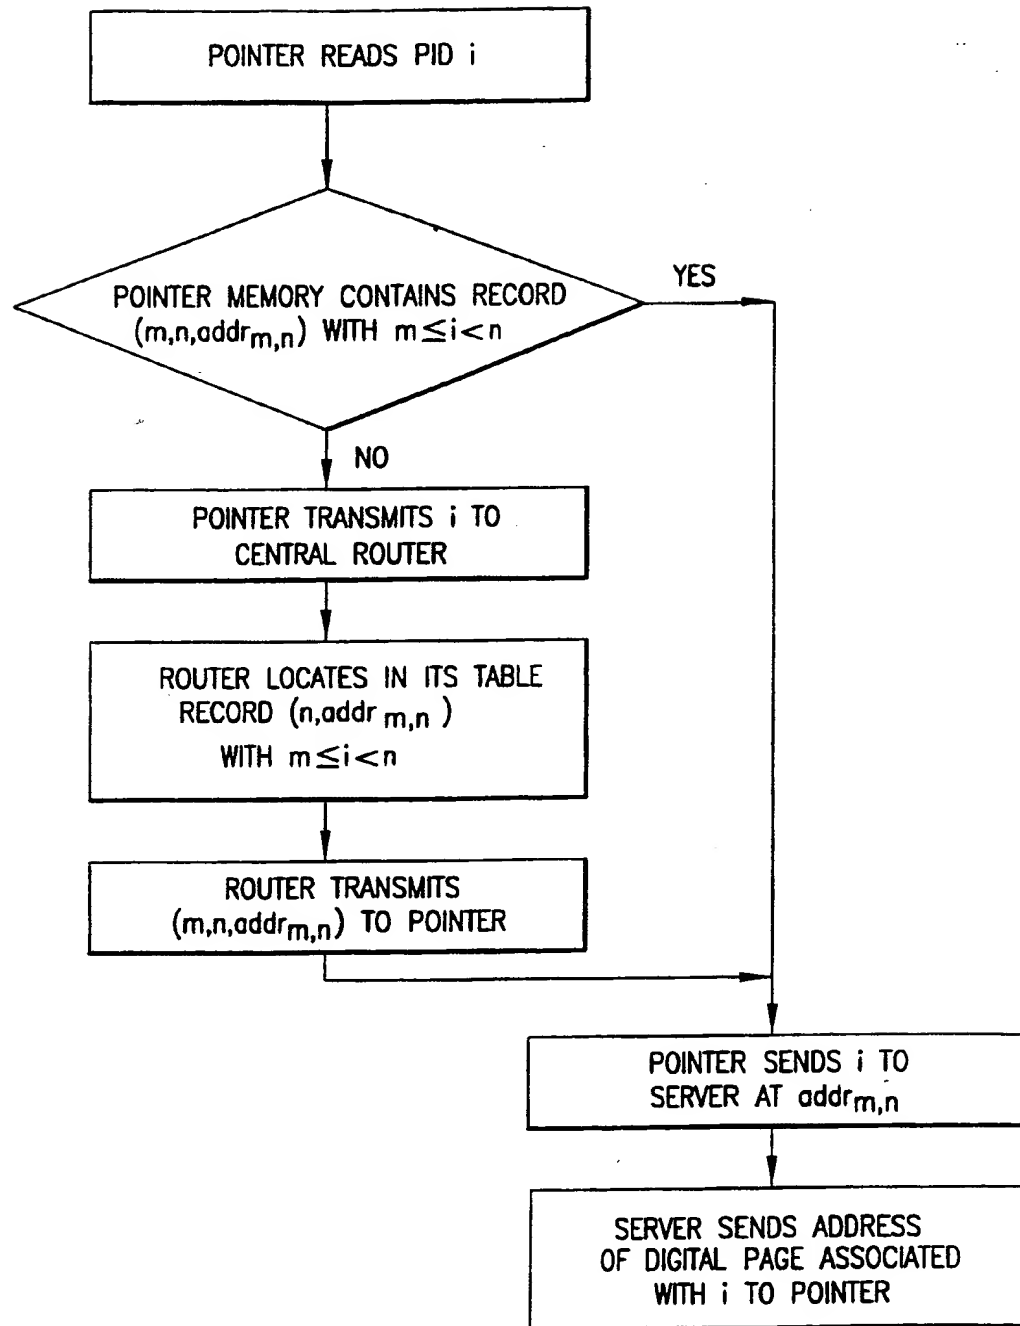 POINTER READS PID i
POINTER MEMORY CONTAINS RECORD
(m,n,addrm,n) WITH m≤i<n
YES
NO
POINTER TRANSMITS i TO
CENTRAL ROUTER
ROUTER LOCATES IN ITS TABLE
RECORD (n,addr m,n )
WITH m≤i<n
ROUTER TRANSMITS
(m,n,addrm,n) TO POINTER
POINTER SENDS i TO
SERVER AT addrm,n
SERVER SENDS ADDRESS
OF DIGITAL PAGE ASSOCIATED
WITH i TO POINTER